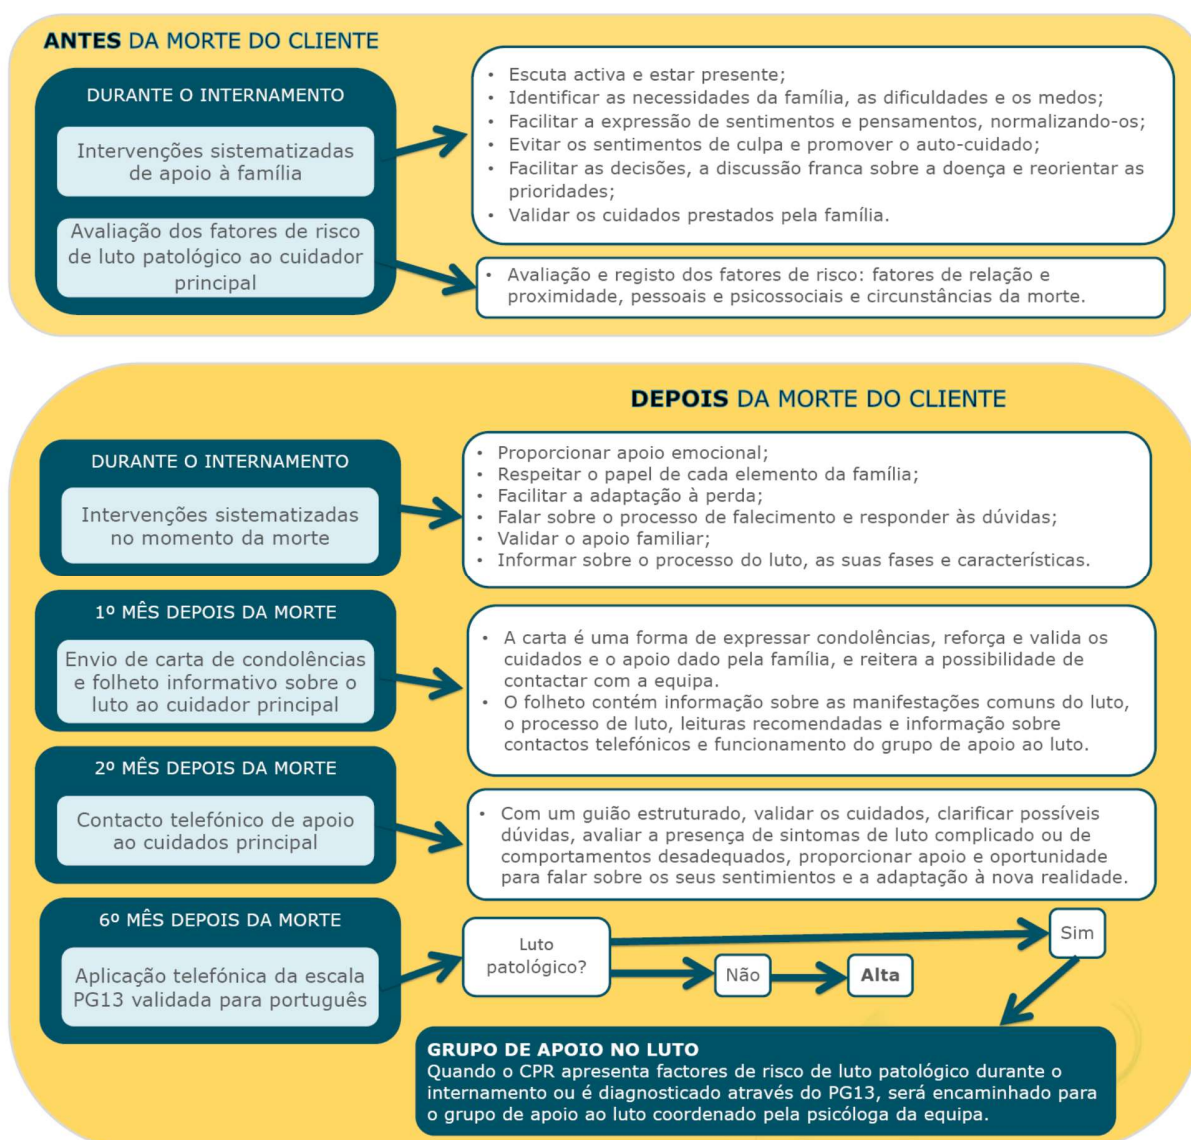 ANTES DA MORTE DO CLIENTE
DURANTE O INTERNAMENTO
Intervenções sistematizadas
de apoio à família
• Escuta activa e estar presente;
• Identificar as necessidades da família, as dificuldades e os medos;
• Facilitar a expressão de sentimentos e pensamentos, normalizando-os;
• Evitar os sentimentos de culpa e promover o auto-cuidado;
• Facilitar as decisões, a discussão franca sobre a doença e reorientar as
prioridades;
• Validar os cuidados prestados pela família.
Avaliação dos fatores de risco
de luto patológico ao cuidador
principal
• Avaliação e registo dos fatores de risco: fatores de relação e
proximidade, pessoais e psicossociais e circunstâncias da morte.
DEPOIS DA MORTE DO CLIENTE
DURANTE O INTERNAMENTO
Intervenções sistematizadas
no momento da morte
• Proporcionar apoio emocional;
• Respeitar o papel de cada elemento da família;
• Facilitar a adaptação à perda;
• Falar sobre o processo de falecimento e responder às dúvidas;
• Validar o apoio familiar;
• Informar sobre o processo do luto, as suas fases e características.
1º MÊS DEPOIS DA MORTE
Envio de carta de condolências
e folheto informativo sobre o
luto ao cuidador principal
• A carta é uma forma de expressar condolências, reforça e valida os
cuidados e o apoio dado pela família, e reitera a possibilidade de
contactar com a equipa.
• O folheto contém informação sobre as manifestações comuns do luto,
o processo de luto, leituras recomendadas e informação sobre
contactos telefónicos e funcionamento do grupo de apoio ao luto.
2º MÊS DEPOIS DA MORTE
Contacto telefónico de apoio
ao cuidados principal
• Com um guião estruturado, validar os cuidados, clarificar possíveis
dúvidas, avaliar a presença de sintomas de luto complicado ou de
comportamentos desadequados, proporcionar apoio e oportunidade
para falar sobre os seus sentimientos e a adaptação à nova realidade.
6º MÊS DEPOIS DA MORTE
Aplicação telefónica da escala
PG13 validada para português
Luto
patológico?
Sim
Não
Alta
GRUPO DE APOIO NO LUTO
Quando o CPR apresenta factores de risco de luto patológico durante o
internamento ou é diagnosticado através do PG13, será encaminhado para
o grupo de apoio ao luto coordenado pela psicóloga da equipa.